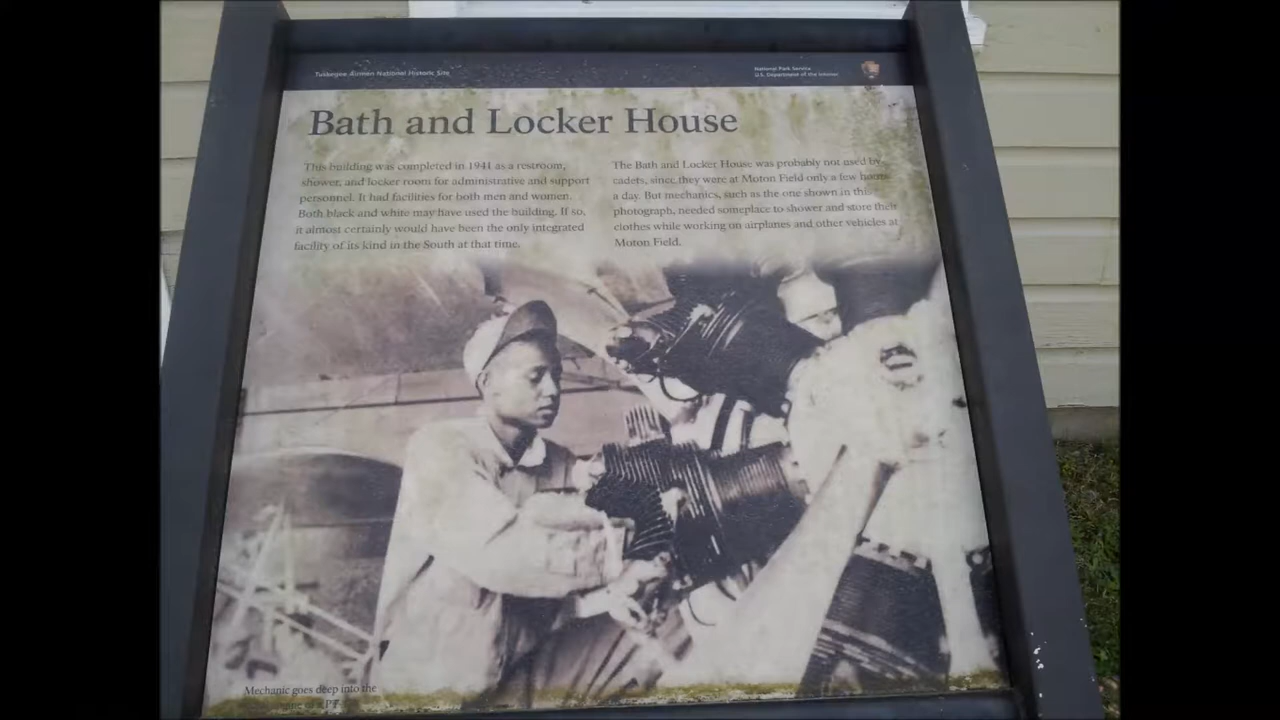 Tuskegee Airmen National Historic Site
National Park Service
U.S. Department of the Interior
Bath and Locker House
This building was completed in 1941 as a restroom,
shower, and locker room for administrative and support
personnel. It had facilities for both men and women.
Both black and white may have used the building. If so,
it almost certainly would have been the only integrated
facility of its kind in the South at that time.
The Bath and Locker House was probably not used by
cadets, since they were at Moton Field only a few hours
a day. But mechanics, such as the one shown in this
photograph, needed someplace to shower and store their
clothes while working on airplanes and other vehicles at
Moton Field.
Mechanic goes deep into the
of a PT-